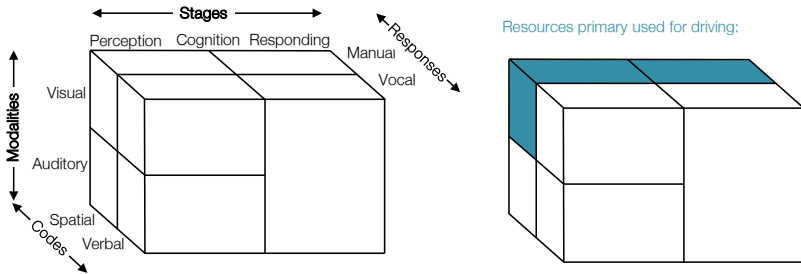 Stages
Perception Cognition Responding
Manual
Vocal
Responses
Modalities
Visual
Auditory
Spatial
Verbal
Codes
Resources primary used for driving: